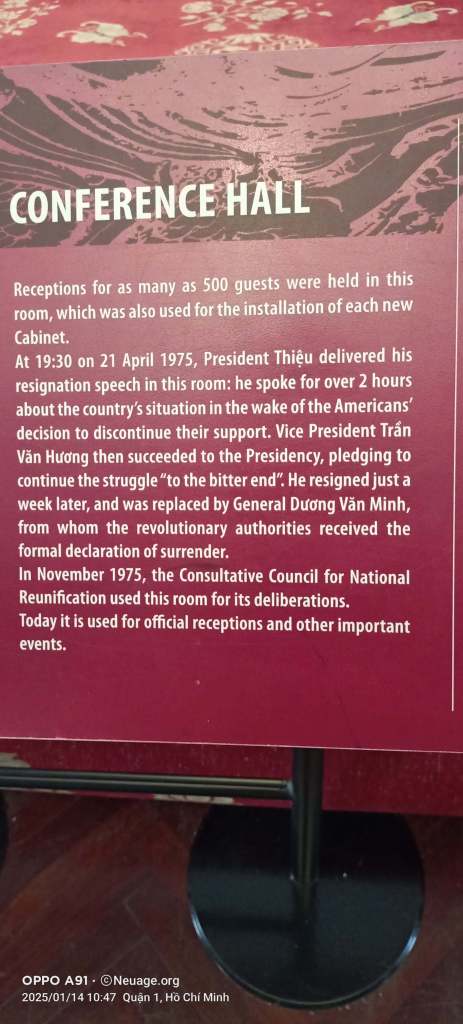 CONFERENCE HALL
Receptions for as many as 500 guests were held in this
room, which was also used for the installation of each new
Cabinet.
At 19:30 on 21 April 1975, President Thiệu delivered his
resignation speech in this room: he spoke for over 2 hours
about the country's situation in the wake of the Americans'
decision to discontinue their support. Vice President Trần
Văn Hương then succeeded to the Presidency, pledging to
continue the struggle "to the bitter end". He resigned just a
week later, and was replaced by General Dương Văn Minh,
from whom the revolutionary authorities received the
formal declaration of surrender.
In November 1975, the Consultative Council for National
Reunification used this room for its deliberations.
Today it is used for official receptions and other important
events.
OPPO A91 · ©Neuage.org
2025/01/14 10:47 Quận 1, Hồ Chí Minh